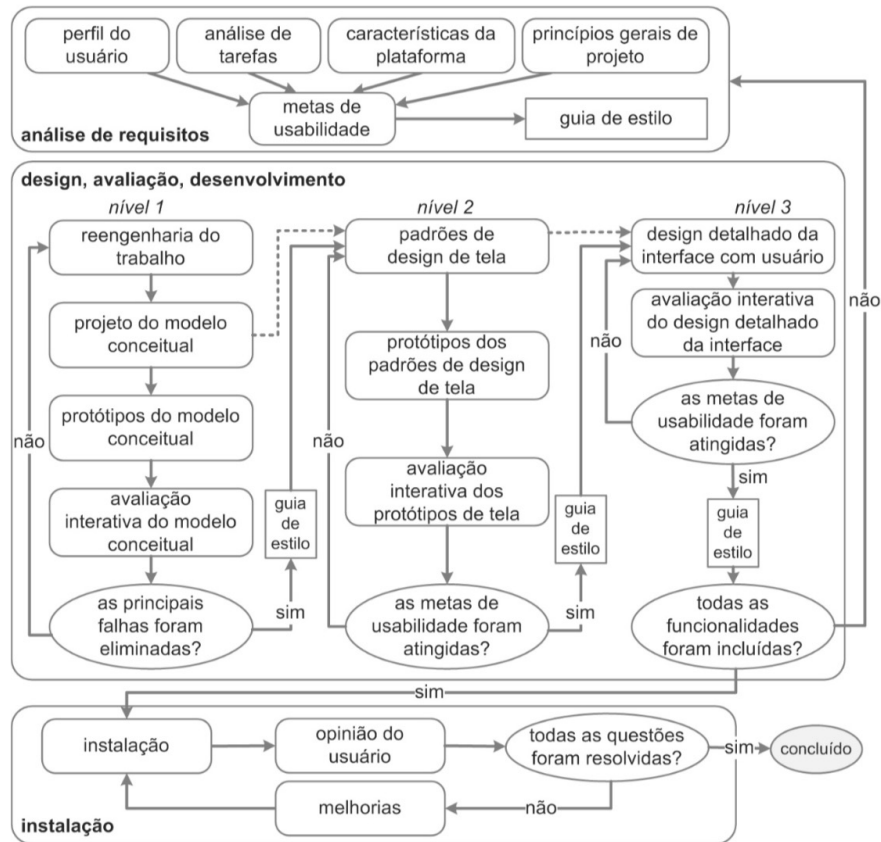 perfil do
usuário
análise de
tarefas
características da
plataforma
princípios gerais de
projeto
metas de
usabilidade
guia de estilo
análise de requisitos
design, avaliação, desenvolvimento
nível 1
reengenharia do
trabalho
projeto do modelo
conceitual
protótipos do modelo
conceitual
não
avaliação
interativa do modelo
conceitual
as principais
falhas foram
eliminadas?
sim
guia
de
estilo
nível 2
padrões de
design de tela
protótipos dos
padrões de design
de tela
não
avaliação
interativa dos
protótipos de tela
as metas de
usabilidade foram
atingidas?
sim
guia
de
estilo
nível 3
design detalhado da
interface com usuário
avaliação interativa
do design detalhado
da interface
não
as metas de
usabilidade foram
atingidas?
sim
guia
de
estilo
todas as
funcionalidades
foram incluídas?
não
sim
instalação
opinião do
usuário
todas as questões
foram resolvidas?
sim
concluído
melhorias
não
instalação